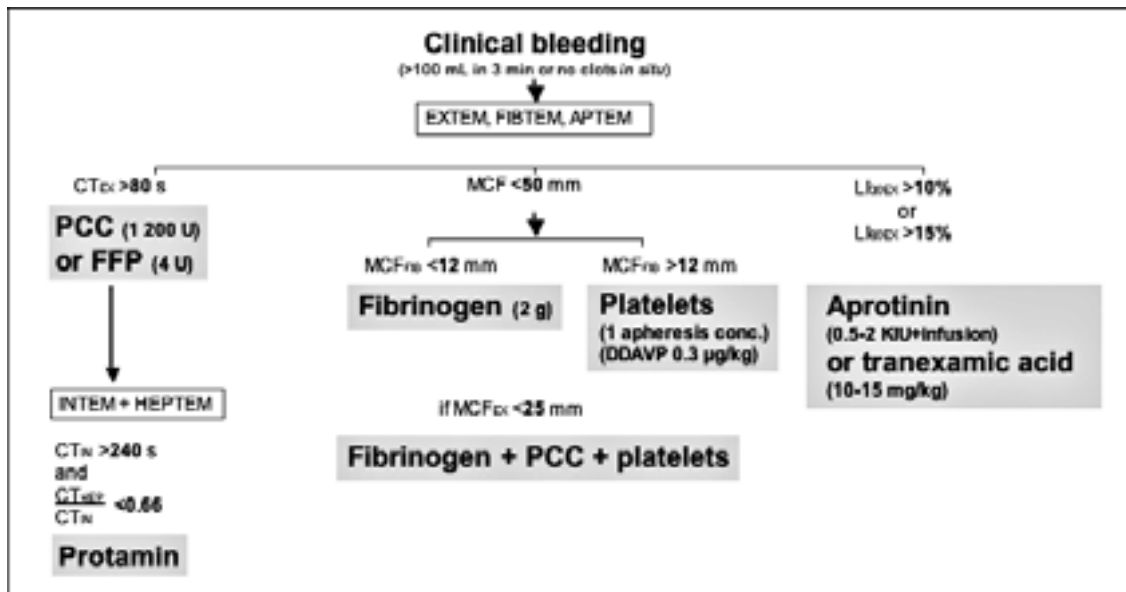 Clinical bleeding
(>100 mL in 3 min or no clots in situ)
EXTEM, FIBTEM, APTEM
CTEX >80 s
PCC (1 200 U)
or FFP (4 U)
INTEM + HEPTEM
CTIN >240 s
and
CTHEP
CTIN
<0.66
Protamin
MCF <50 mm
MCFFIB <12 mm
Fibrinogen (2 g)
MCFFIB >12 mm
Platelets
(1 apheresis conc.)
(DDAVP 0.3 µg/kg)
if MCFEX <25 mm
Fibrinogen + PCC + platelets
>10%
or
>15%
Aprotinin
(0.5-2 KIU+infusion)
or tranexamic acid
(10-15 mg/kg)